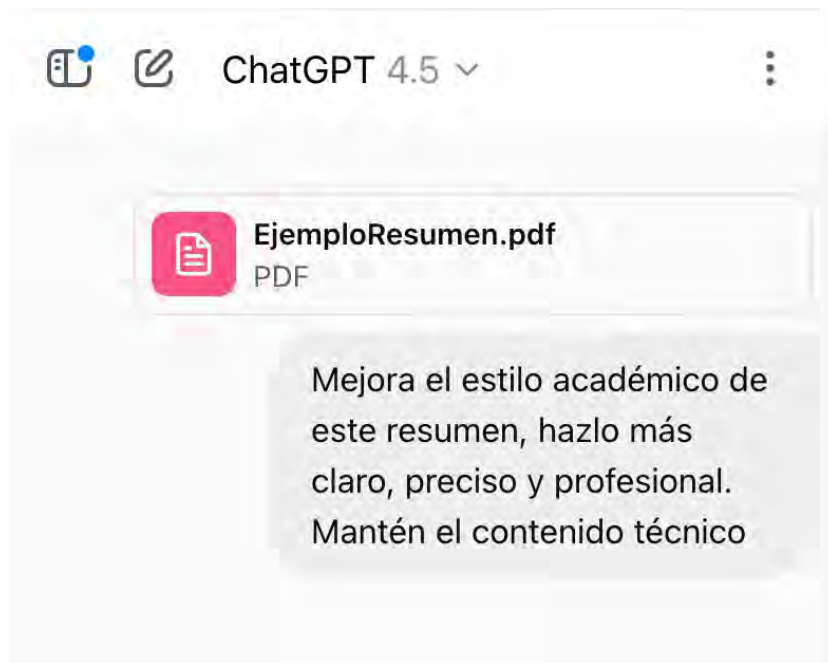 ChatGPT 4.5
EjemploResumen.pdf
PDF
Mejora el estilo académico de
este resumen, hazlo más
claro, preciso y profesional.
Mantén el contenido técnico